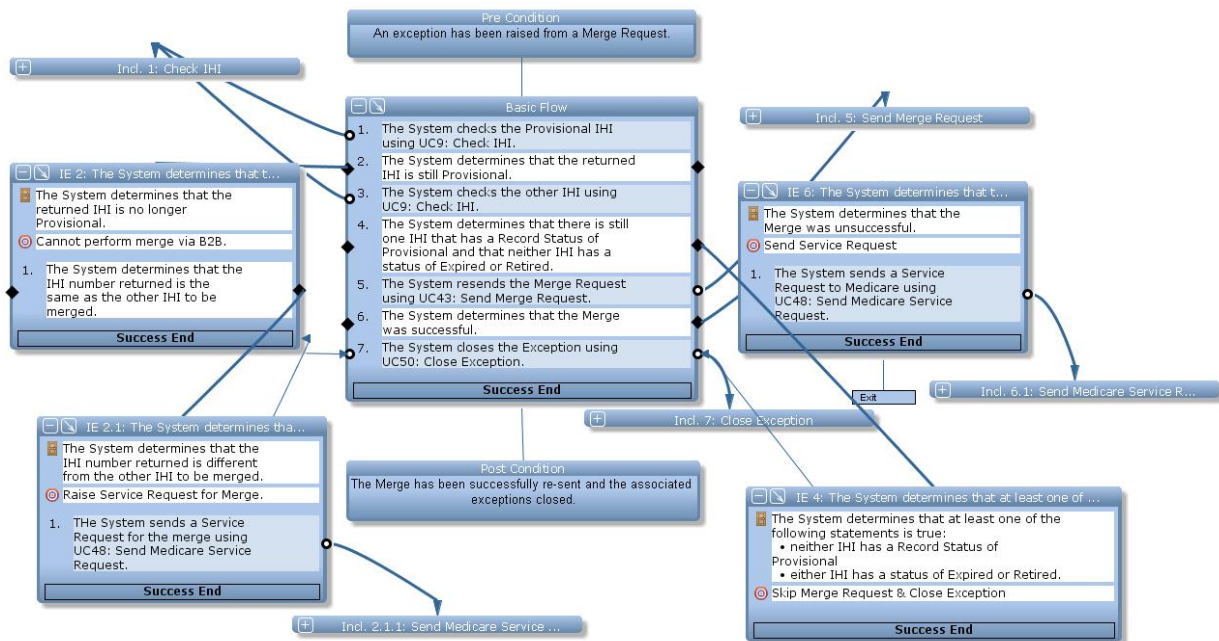 Pre Condition
An exception has been raised from a Merge Request.
Incl. 1: Check IHI
Basic Flow
1. The System checks the Provisional IHI
using UC9: Check IHI.
2. The System determines that the returned
IHI is still Provisional.
3. The System checks the other IHI using
UC9: Check IHI.
4. The System determines that there is still
one IHI that has a Record Status of
Provisional and that neither IHI has a
status of Expired or Retired.
5. The System resends the Merge Request
using UC43: Send Merge Request.
6. The System determines that the Merge
was successful.
7. The System closes the Exception using
UC50: Close Exception.
Success End
Incl. 5: Send Merge Request
IE 2: The System determines that t...
The System determines that the
returned IHI is no longer
Provisional.
Cannot perform merge via B2B.
1. The System determines that the
IHI number returned is the
same as the other IHI to be
merged.
Success End
IE 6: The System determines that t...
The System determines that the
Merge was unsuccessful.
Send Service Request
1. The System sends a Service
Request to Medicare using
UC48: Send Medicare Service
Request.
Success End
Exit
Incl. 6.1: Send Medicare Service R...
Incl. 7: Close Exception
IE 2.1: The System determines tha...
The System determines that the
IHI number returned is different
from the other IHI to be merged.
Raise Service Request for Merge.
1. THe System sends a Service
Request for the merge using
UC48: Send Medicare Service
Request.
Success End
Incl. 2.1.1: Send Medicare Service ...
Post Condition
The Merge has been successfully re-sent and the associated
exceptions closed.
IE 4: The System determines that at least one of ...
The System determines that at least one of the
following statements is true:
• neither IHI has a Record Status of
Provisional
• either IHI has a status of Expired or Retired.
Skip Merge Request & Close Exception
Success End